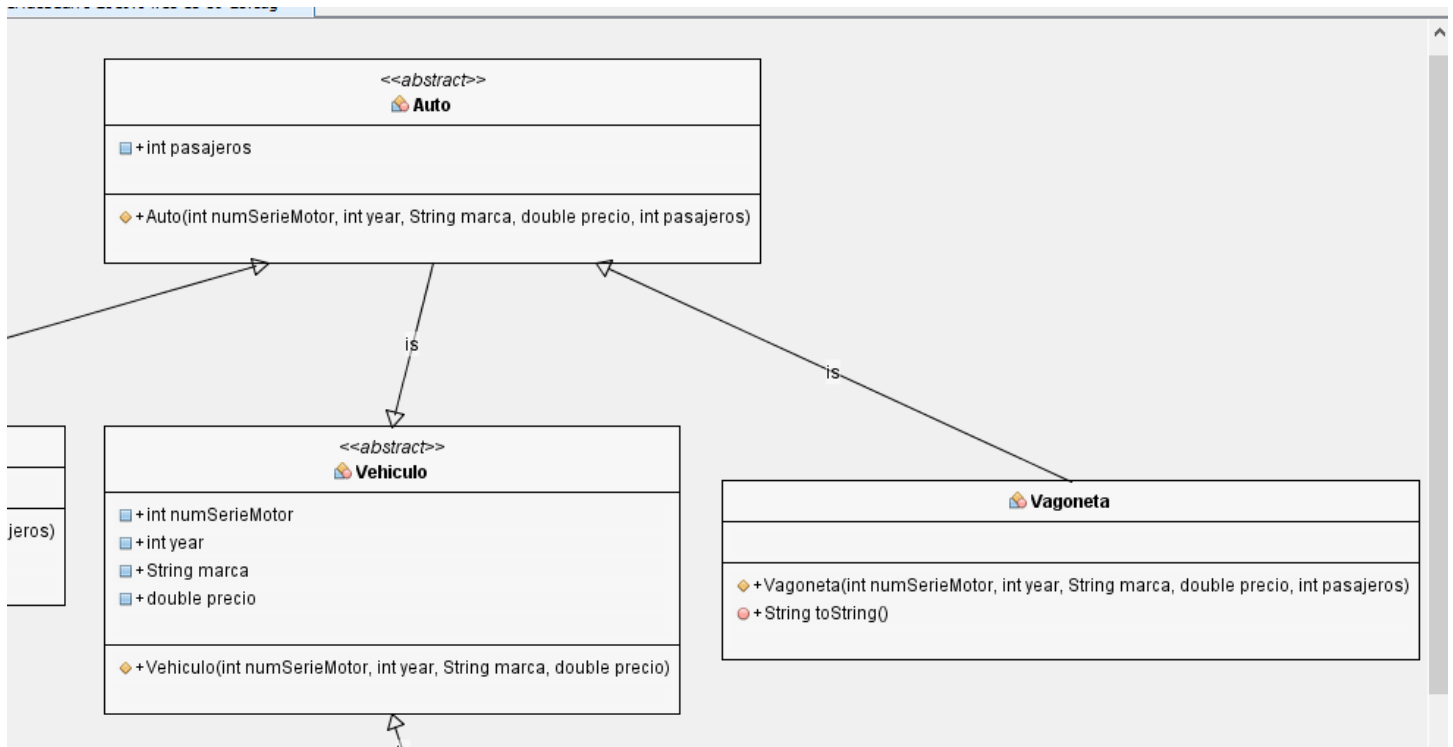 <<abstract>>
Auto
+int pasajeros
+Auto(int numSerieMotor, int year, String marca, double precio, int pasajeros)
is
is
<<abstract>>
Vehiculo
+int numSerieMotor
+int year
+String marca
+double precio
+Vehiculo(int numSerieMotor, int year, String marca, double precio)
jeros)
Vagoneta
+Vagoneta(int numSerieMotor, int year, String marca, double precio, int pasajeros)
+String toString()